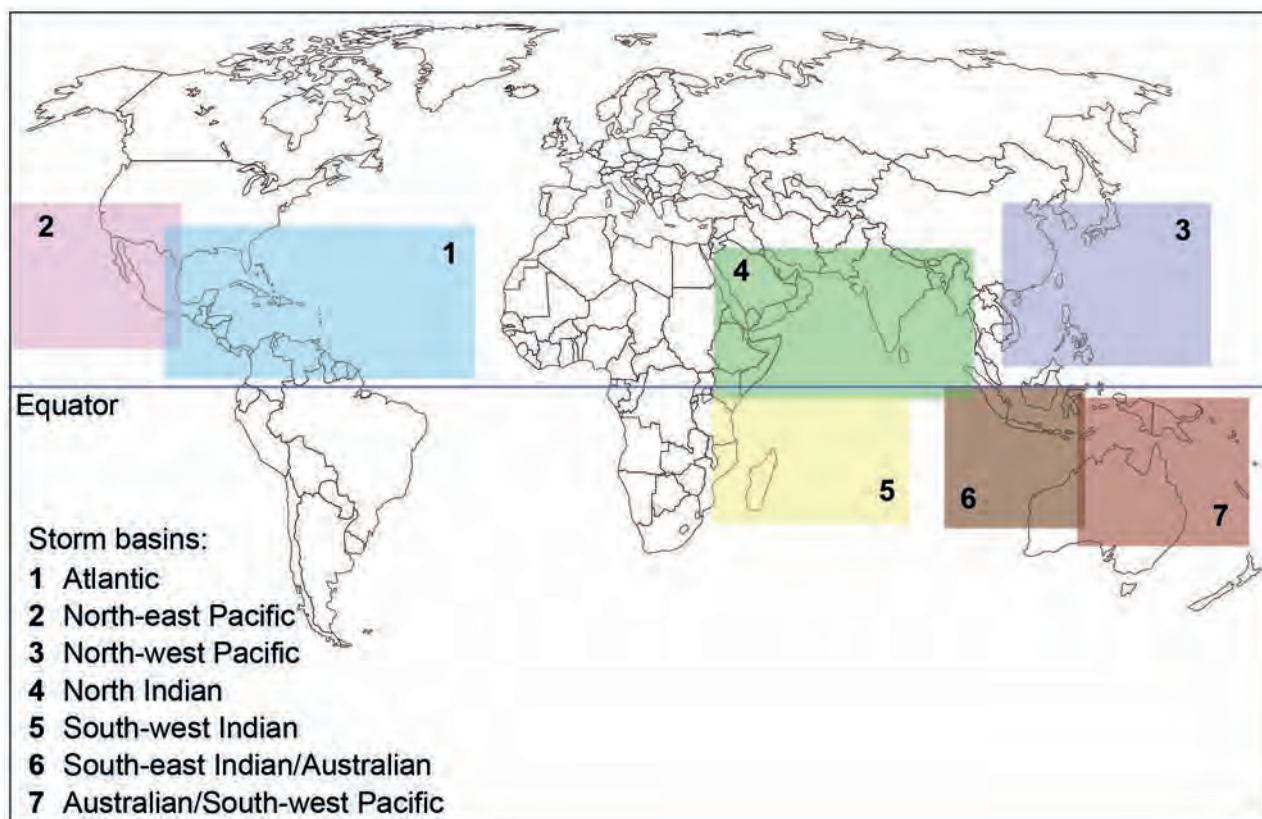 2
1
3
4
Equator
5
6
7
Storm basins:
1 Atlantic
2 North-east Pacific
3 North-west Pacific
4 North Indian
5 South-west Indian
6 South-east Indian/Australian
7 Australian/South-west Pacific